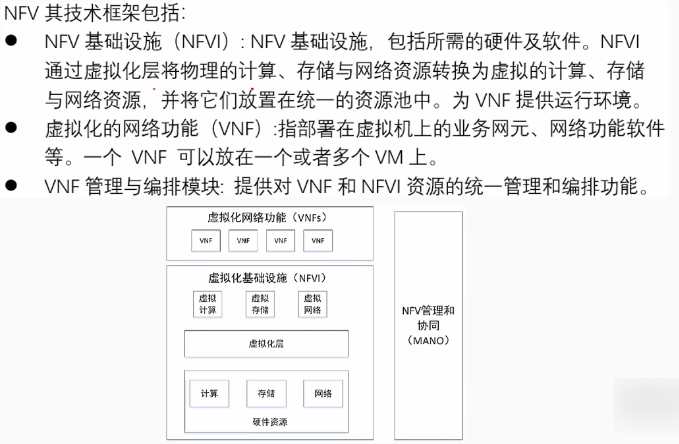 NFV 其技术框架包括：
● NFV 基础设施（NFVI）: NFV 基础设施，包括所需的硬件及软件。NFVI
通过虚拟化层将物理的计算、存储与网络资源转换为虚拟的计算、存储
与网络资源，并将它们放置在统一的资源池中。为 VNF 提供运行环境。
● 虚拟化的网络功能（VNF）:指部署在虚拟机上的业务网元、网络功能软件
等。一个 VNF 可以放在一个或者多个 VM 上。
● VNF 管理与编排模块: 提供对 VNF 和 NFVI 资源的统一管理和编排功能。
虚拟化网络功能（VNFs）
VNF VNF VNF VNF
虚拟化基础设施（NFVI）
虚拟 虚拟 虚拟
计算 存储 网络
虚拟化层
计算 存储 网络
硬件资源
NFV管理和
协同
（MANO）